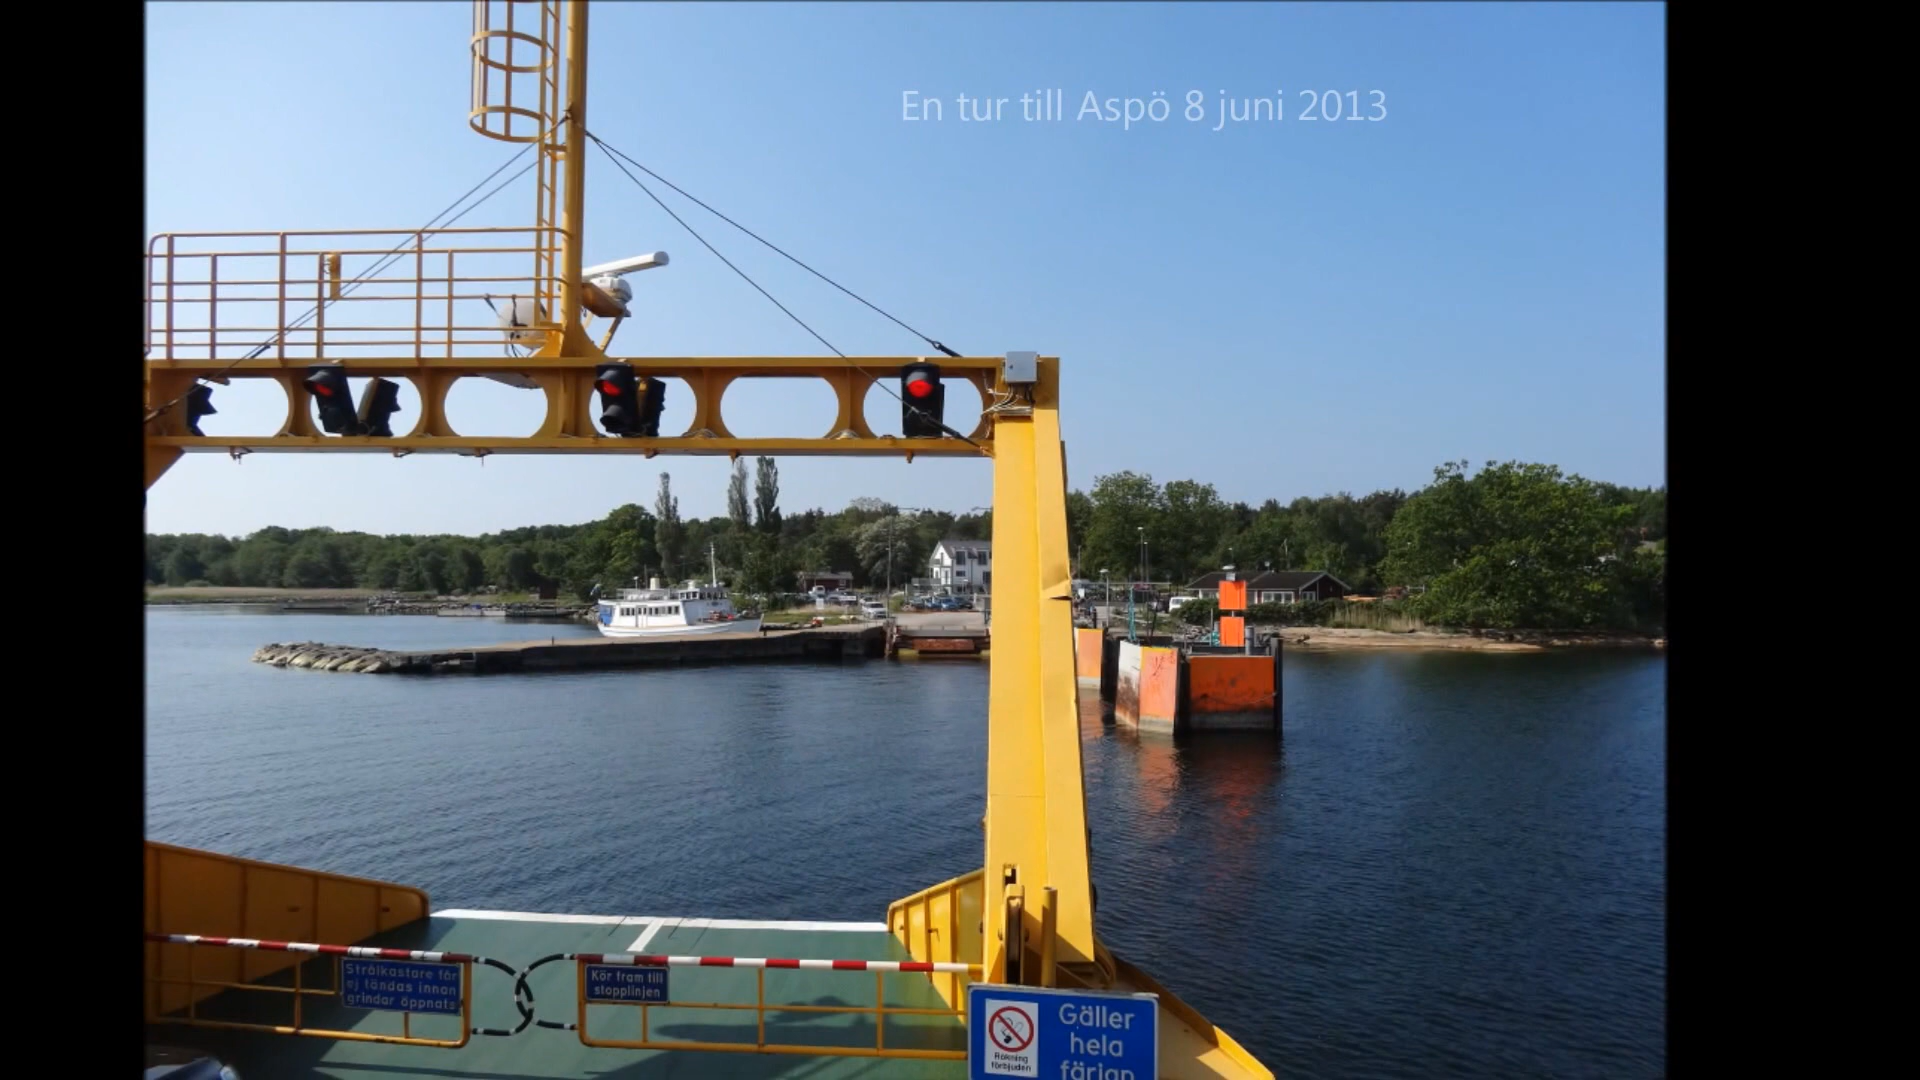 En tur till Aspö 8 juni 2013
Strålkastare får
ej tändas innan
grindar öppnats
Kör fram till
stopplinjen
Rökning
förbjuden
Gäller
hela
färjan